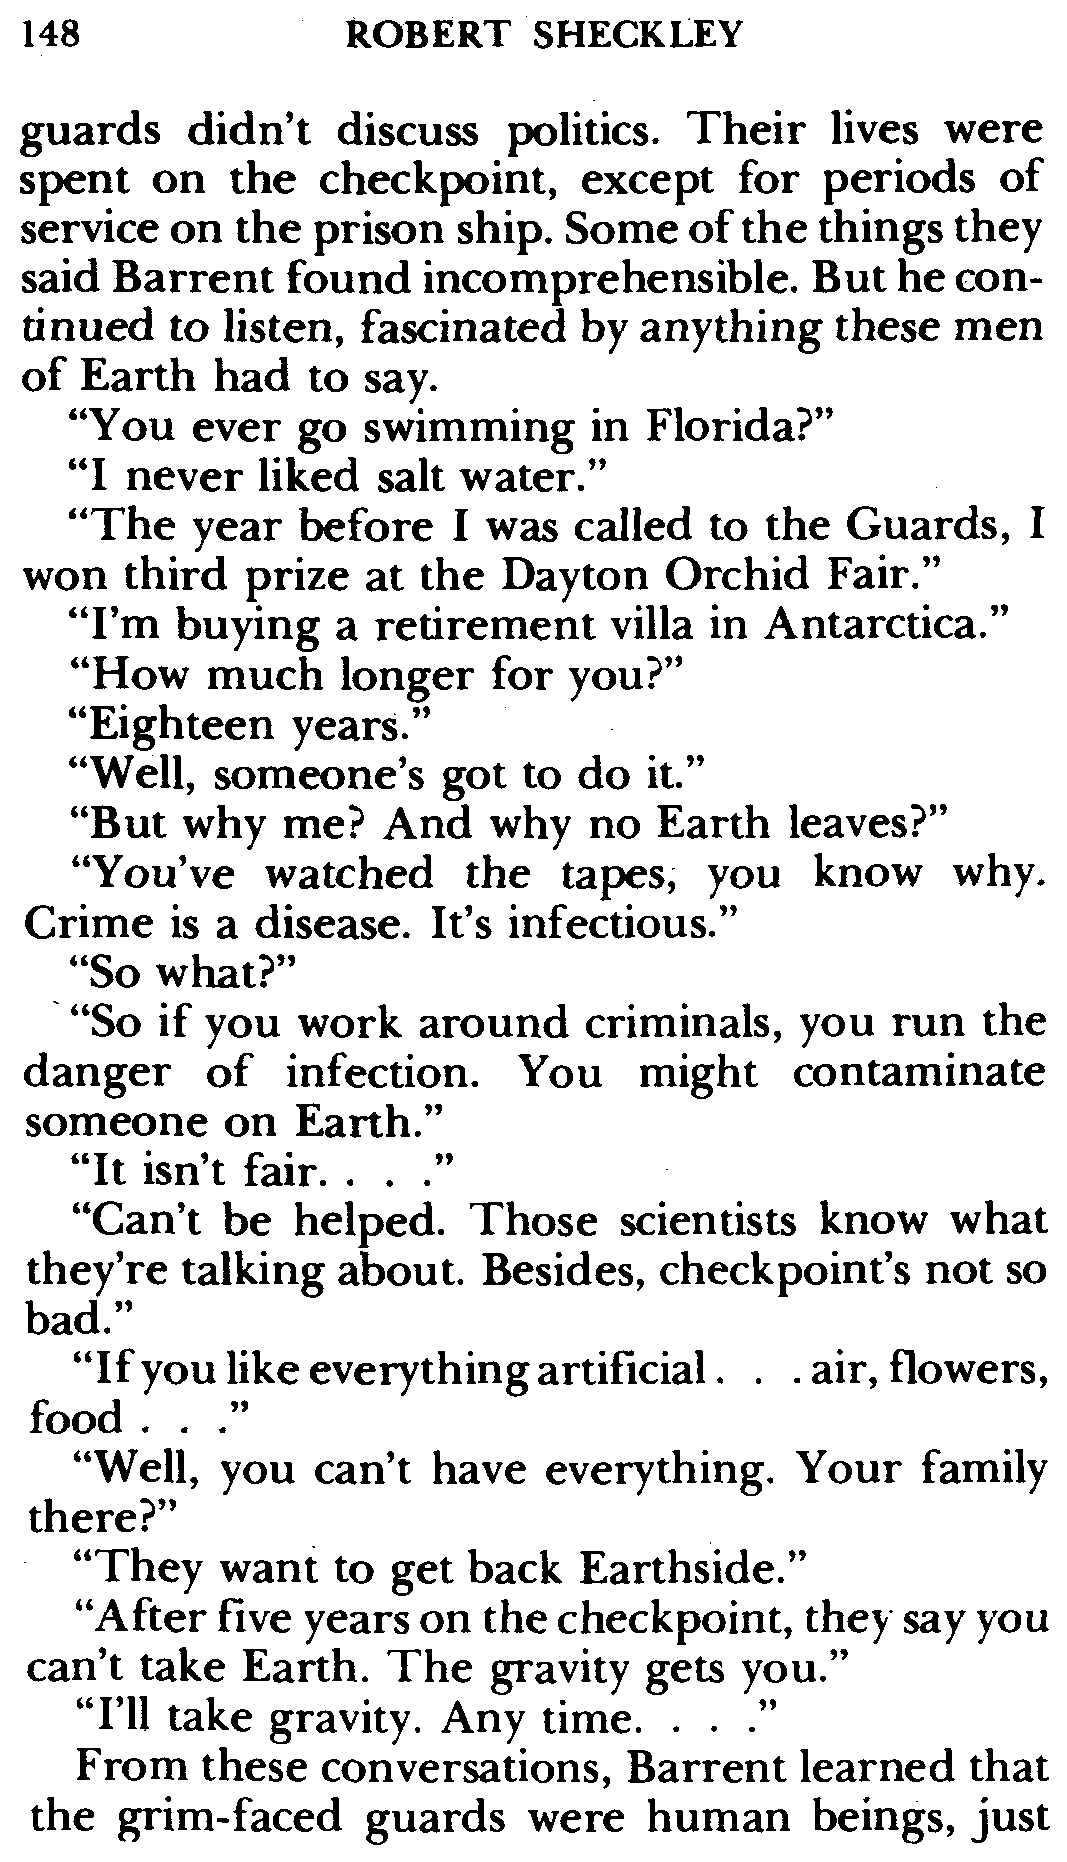 148 ROBERT SHECKLEY
guards didn't discuss politics. Their lives were
spent on the checkpoint, except for periods of
service on the prison ship. Some of the things they
said Barrent found incomprehensible. But he con-
tinued to listen, fascinated by anything these men
of Earth had to say.
"You ever go swimming in Florida?"
"I never liked salt water."
"The year before I was called to the Guards, I
won third prize at the Dayton Orchid Fair."
"I'm buying a retirement villa in Antarctica."
"How much longer for you?"
"Eighteen years."
"Well, someone's got to do it."
"But why me? And why no Earth leaves?"
"You've watched the tapes, you know why.
Crime is a disease. It's infectious."
"So what?"
"So if you work around criminals, you run the
danger of infection. You might contaminate
someone on Earth."
"It isn't fair. . . ."
"Can't be helped. Those scientists know what
they're talking about. Besides, checkpoint's not so
bad."
"If you like everything artificial . . . air, flowers,
food . . ."
"Well, you can't have everything. Your family
there?"
"They want to get back Earthside."
"After five years on the checkpoint, they say you
can't take Earth. The gravity gets you."
"I'll take gravity. Any time. . . ."
From these conversations, Barrent learned that
the grim-faced guards were human beings, just